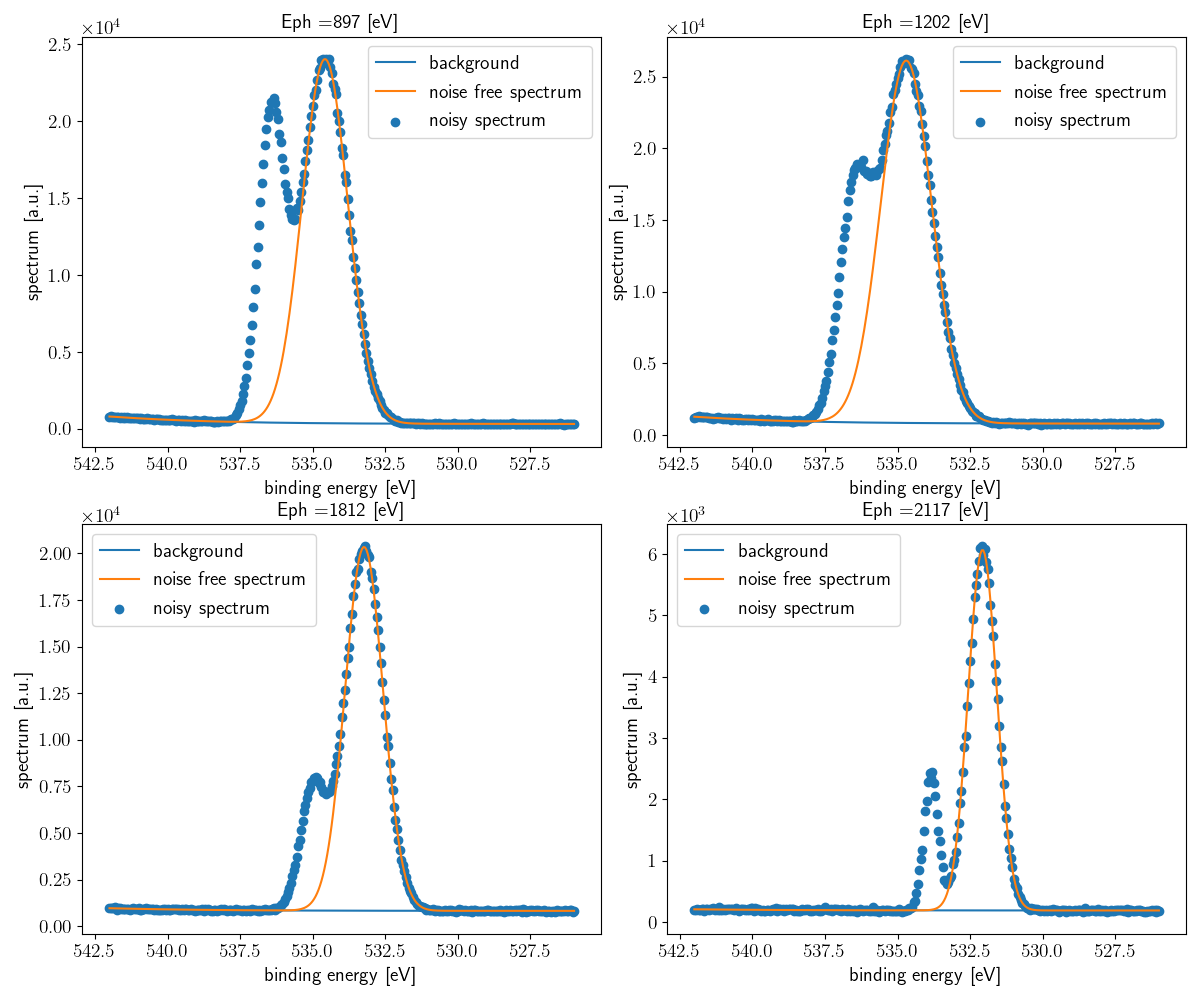 Eph =897 [eV]
×10⁴
2.5
2.0
1.5
1.0
0.5
0.0
spectrum [a.u.]
background
noise free spectrum
noisy spectrum
542.5 540.0 537.5 535.0 532.5 530.0 527.5
binding energy [eV]
Eph =1202 [eV]
×10⁴
2.5
2.0
1.5
1.0
0.5
0.0
spectrum [a.u.]
background
noise free spectrum
noisy spectrum
542.5 540.0 537.5 535.0 532.5 530.0 527.5
binding energy [eV]
Eph =1812 [eV]
×10⁴
2.00
1.75
1.50
1.25
1.00
0.75
0.50
0.25
0.00
spectrum [a.u.]
background
noise free spectrum
noisy spectrum
542.5 540.0 537.5 535.0 532.5 530.0 527.5
binding energy [eV]
Eph =2117 [eV]
×10³
6
5
4
3
2
1
0
spectrum [a.u.]
background
noise free spectrum
noisy spectrum
542.5 540.0 537.5 535.0 532.5 530.0 527.5
binding energy [eV]